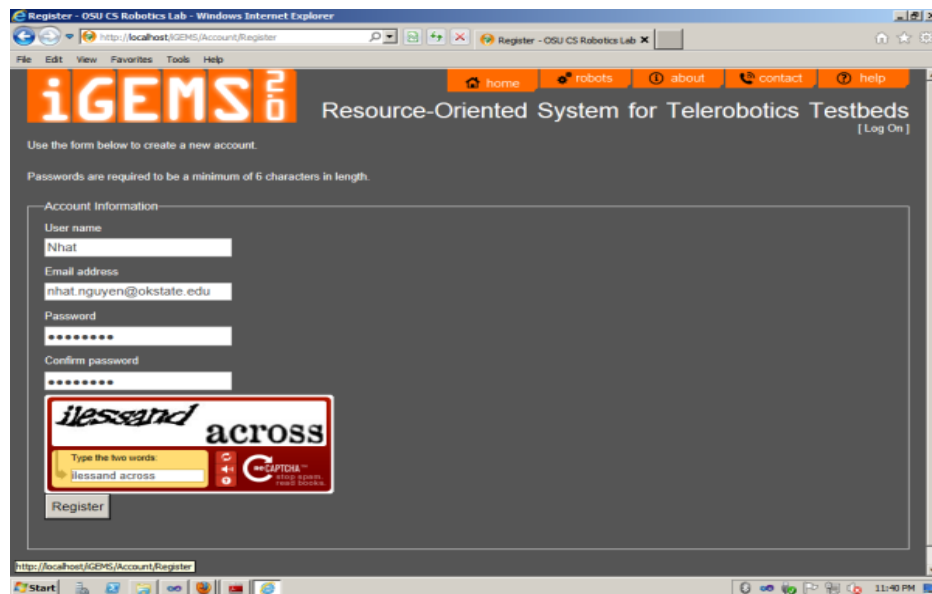 Register - OSU CS Robotics Lab - Windows Internet Explorer
http://localhost/iGEMS/Account/Register
Register - OSU CS Robotics Lab
File Edit View Favorites Tools Help
iGEMS 2.0
home robots about contact help
Resource-Oriented System for Telerobotics Testbeds
[ Log On ]
Use the form below to create a new account.
Passwords are required to be a minimum of 6 characters in length.
Account Information
User name
Nhat
Email address
nhat.nguyen@okstate.edu
Password
••••••••
Confirm password
••••••••
ilessand across
Type the two words:
ilessand across
reCAPTCHA™
stop spam.
read books.
Register
http://localhost/iGEMS/Account/Register
Start
11:40 PM